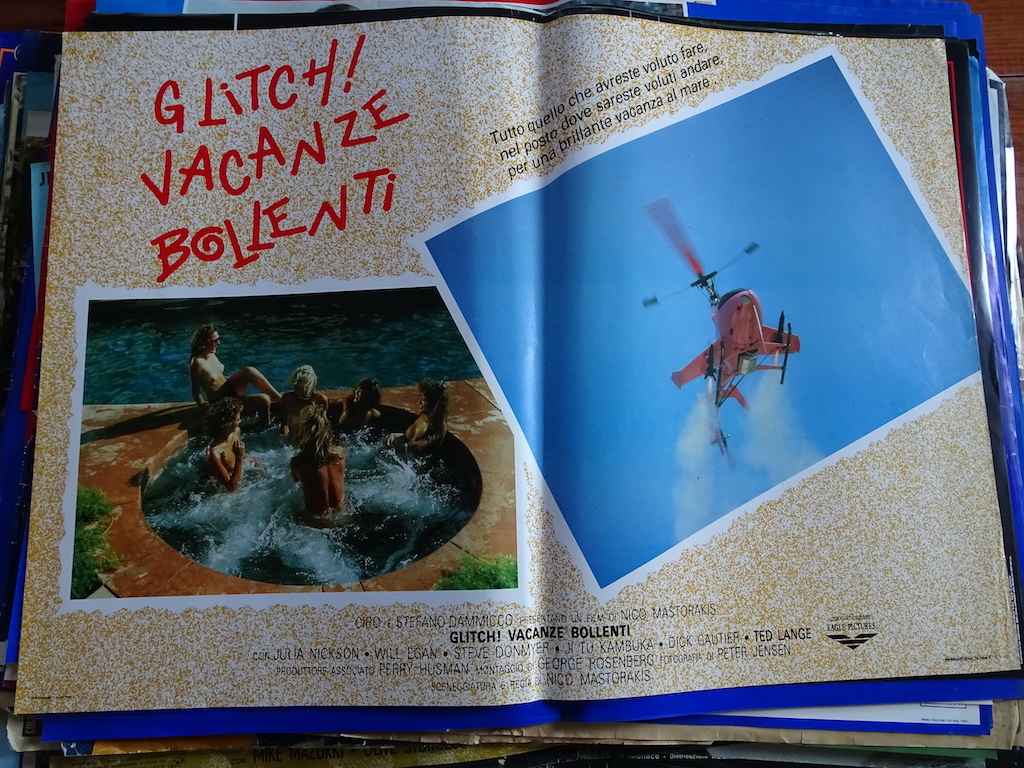 GLITCH!
VACANZE
BOLLENTI
Tutto quello che avreste voluto fare,
nel posto dove sareste voluti andare,
per una brillante vacanza al mare
CIRO E STEFANO DAMMICCO PRESENTANO UN FILM DI NICO MASTORAKIS
GLITCH! VACANZE BOLLENTI
CON JULIA NICKSON • WILL EGAN • STEVE DONMYER • JI TU KAMBUKA • DICK GAUTIER • TED LANGE
PRODUTTORE ASSOCIATO PERRY HUSMAN MONTAGGIO DI GEORGE ROSENBERG FOTOGRAFIA DI PETER JENSEN
SCENEGGIATURA E REGIA DI NICO MASTORAKIS
EAGLE PICTURES
CON MIKE MAZURKI